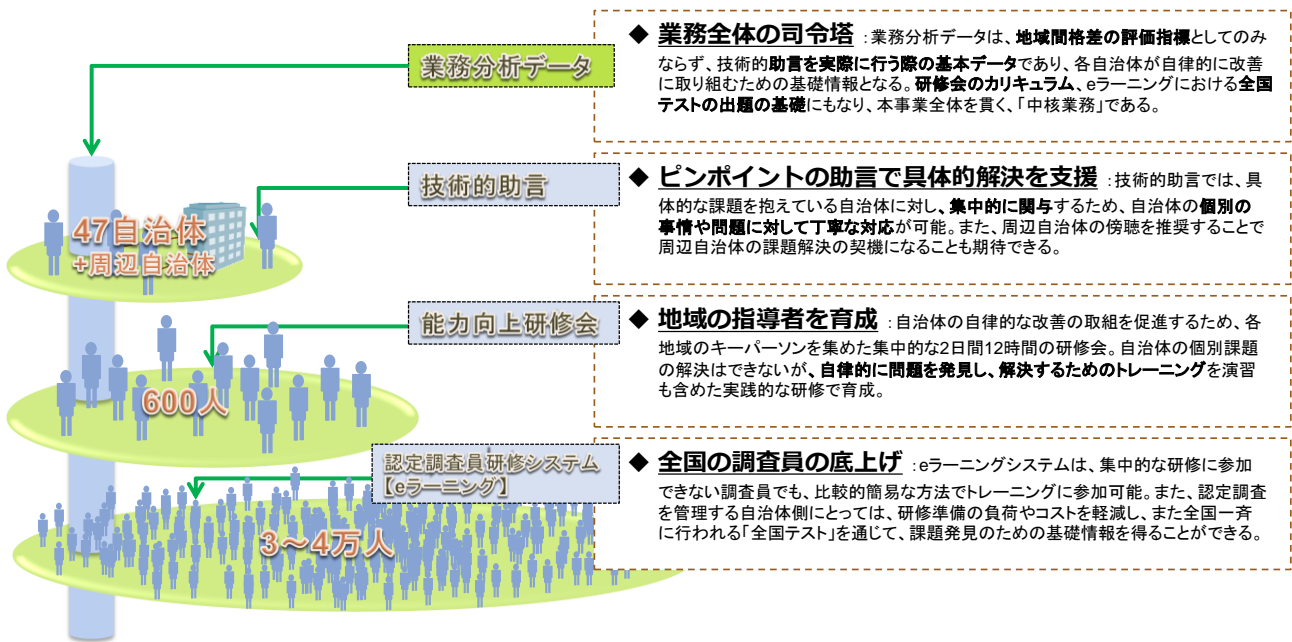 業務分析データ
◆ 業務全体の司令塔 :業務分析データは、地域間格差の評価指標としてのみ
ならず、技術的助言を実際に行う際の基本データであり、各自治体が自律的に改善
に取り組むための基礎情報となる。研修会のカリキュラム、eラーニングにおける全国
テストの出題の基礎にもなり、本事業全体を貫く、「中核業務」である。
技術的助言
◆ ピンポイントの助言で具体的解決を支援 :技術的助言では、具
体的な課題を抱えている自治体に対し、集中的に関与するため、自治体の個別の
事情や問題に対して丁寧な対応が可能。また、周辺自治体の傍聴を推奨することで
周辺自治体の課題解決の契機になることも期待できる。
47自治体
+周辺自治体
能力向上研修会
◆ 地域の指導者を育成 :自治体の自律的な改善の取組を促進するため、各
地域のキーパーソンを集めた集中的な2日間12時間の研修会。自治体の個別課題
の解決はできないが、自律的に問題を発見し、解決するためのトレーニングを演習
も含めた実践的な研修で育成。
600人
認定調査員研修システム
【eラーニング】
◆ 全国の調査員の底上げ :eラーニングシステムは、集中的な研修に参加
できない調査員でも、比較的簡易な方法でトレーニングに参加可能。また、認定調査
を管理する自治体側にとっては、研修準備の負荷やコストを軽減し、また全国一斉
に行われる「全国テスト」を通じて、課題発見のための基礎情報を得ることができる。
3～4万人